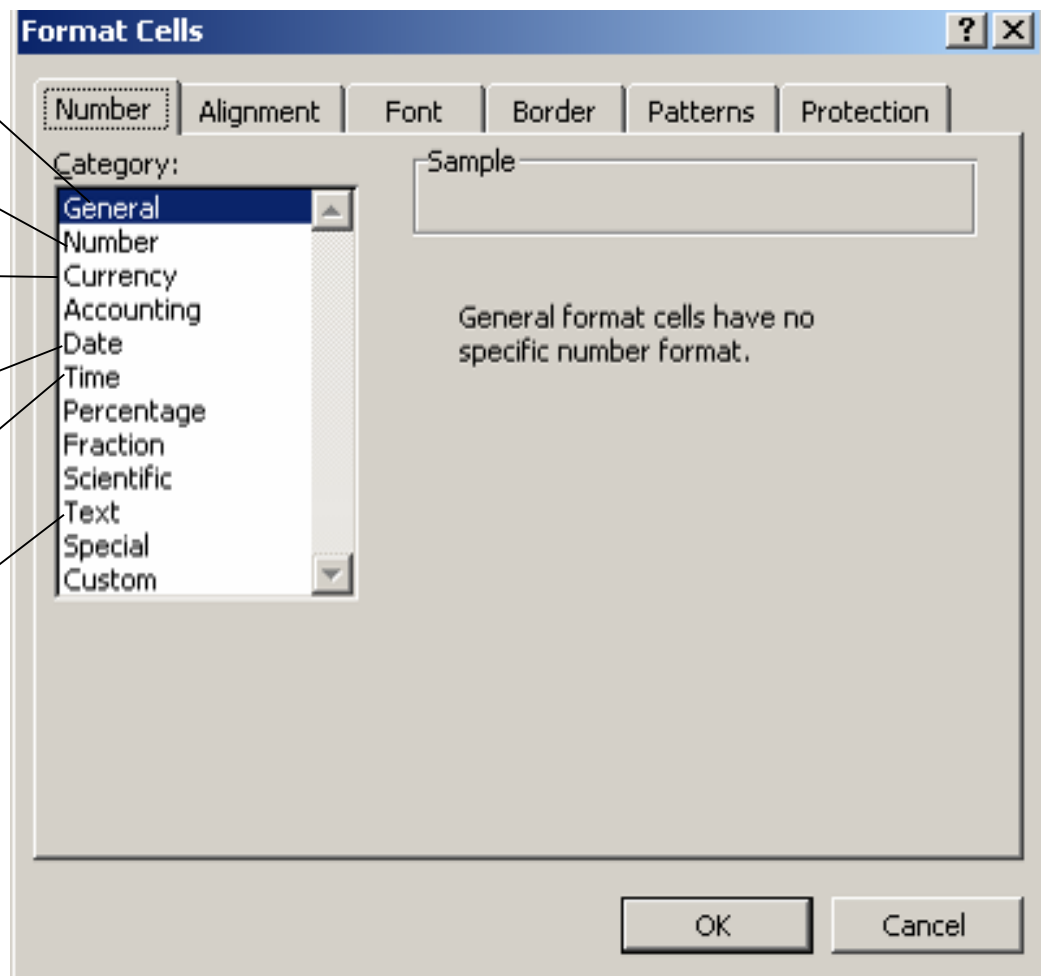 Format Cells
Number Alignment Font Border Patterns Protection
Category:
General
Number
Currency
Accounting
Date
Time
Percentage
Fraction
Scientific
Text
Special
Custom
Sample
General format cells have no
specific number format.
OK Cancel